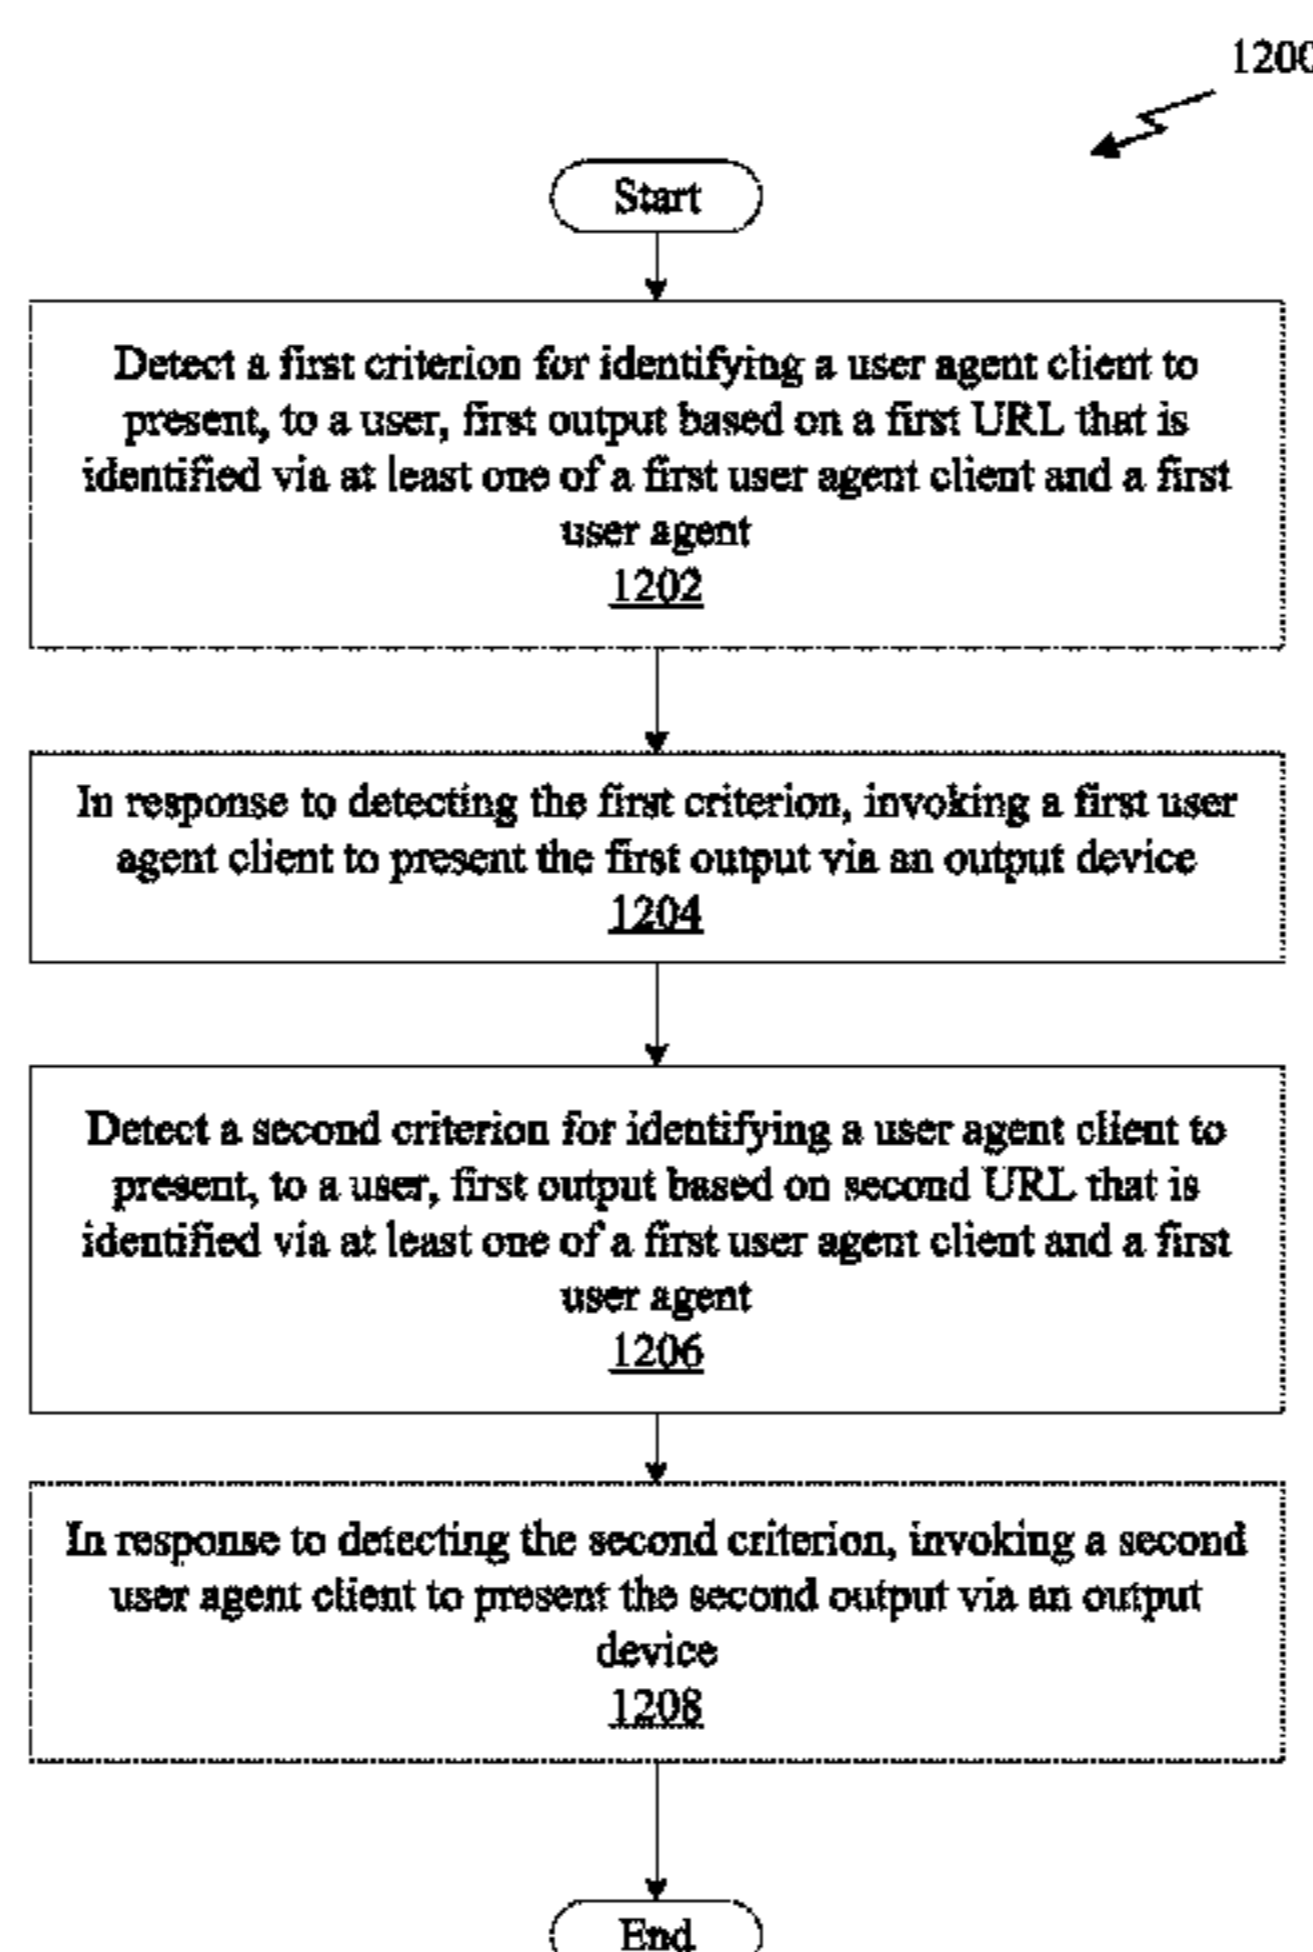 1200
Start
Detect a first criterion for identifying a user agent client to
present, to a user, first output based on a first URL that is
identified via at least one of a first user agent client and a first
user agent
1202
In response to detecting the first criterion, invoking a first user
agent client to present the first output via an output device
1204
Detect a second criterion for identifying a user agent client to
present, to a user, first output based on second URL that is
identified via at least one of a first user agent client and a first
user agent
1206
In response to detecting the second criterion, invoking a second
user agent client to present the second output via an output
device
1208
End